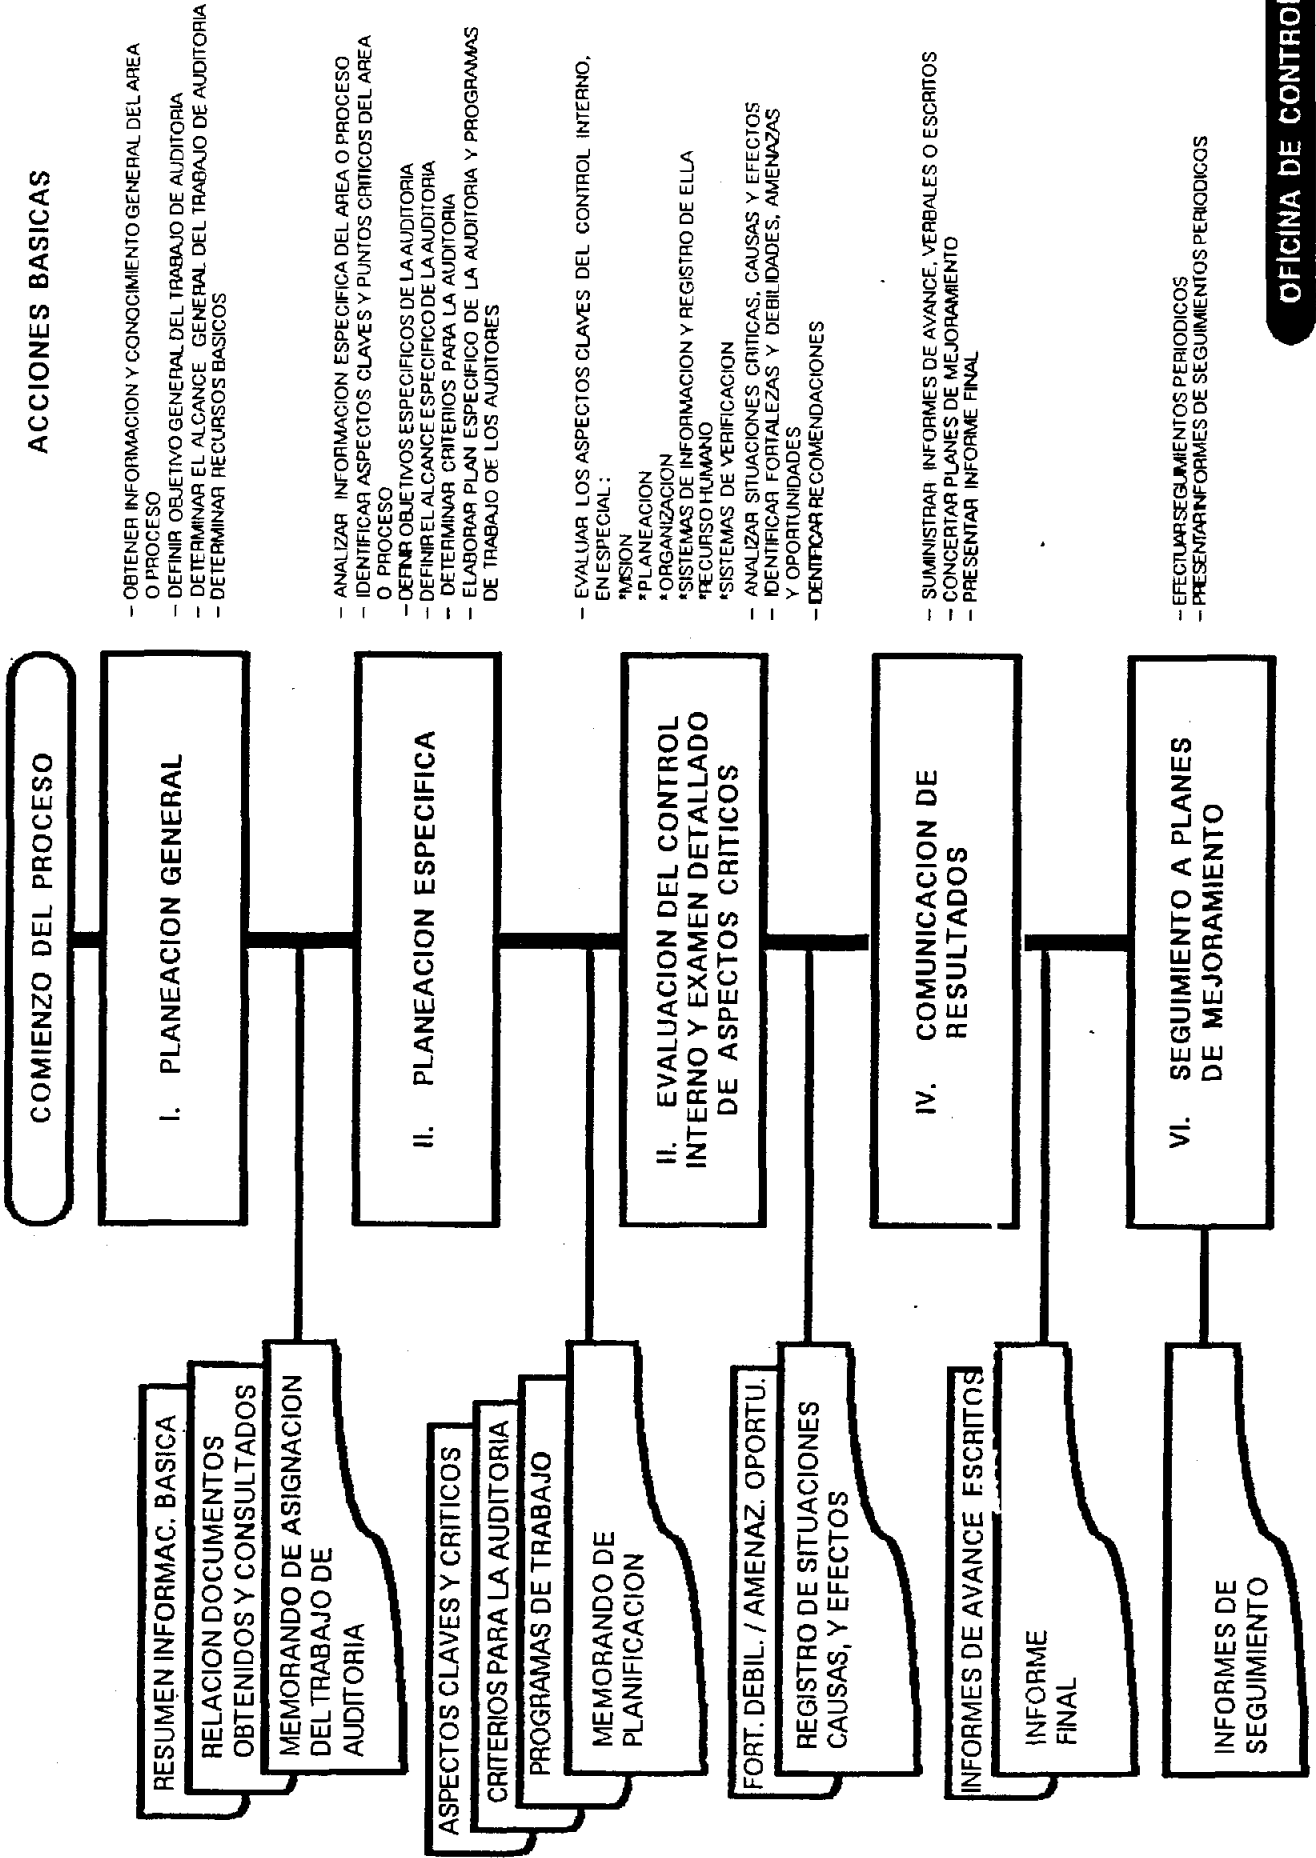 ACCIONES BASICAS
COMIENZO DEL PROCESO
RESUMEN INFORMAC. BASICA
RELACION DOCUMENTOS
OBTENIDOS Y CONSULTADOS
MEMORANDO DE ASIGNACION
DEL TRABAJO DE
AUDITORIA
I. PLANEACION GENERAL
- OBTENER INFORMACION Y CONOCIMIENTO GENERAL DEL AREA
O PROCESO
- DEFINIR OBJETIVO GENERAL DEL TRABAJO DE AUDITORIA
- DETERMINAR EL ALCANCE GENERAL DEL TRABAJO DE AUDITORIA
- DETERMINAR RECURSOS BASICOS
ASPECTOS CLAVES Y CRITICOS
CRITERIOS PARA LA AUDITORIA
PROGRAMAS DE TRABAJO
MEMORANDO DE
PLANIFICACION
II. PLANEACION ESPECIFICA
- ANALIZAR INFORMACION ESPECIFICA DEL AREA O PROCESO
- IDENTIFICAR ASPECTOS CLAVES Y PUNTOS CRITICOS DEL AREA
O PROCESO
- DEFINIR OBJETIVOS ESPECIFICOS DE LA AUDITORIA
- DEFINIR EL ALCANCE ESPECIFICO DE LA AUDITORIA
- DETERMINAR CRITERIOS PARA LA AUDITORIA
- ELABORAR PLAN ESPECIFICO DE LA AUDITORIA Y PROGRAMAS
DE TRABAJO DE LOS AUDITORES
FORT. DEBIL. / AMENAZ. OPORTU.
REGISTRO DE SITUACIONES
CAUSAS, Y EFECTOS
II. EVALUACION DEL CONTROL
INTERNO Y EXAMEN DETALLADO
DE ASPECTOS CRITICOS
- EVALUAR LOS ASPECTOS CLAVES DEL CONTROL INTERNO,
EN ESPECIAL :
*MISION
*PLANEACION
*ORGANIZACION
*SISTEMAS DE INFORMACION Y REGISTRO DE ELLA
*RECURSO HUMANO
*SISTEMAS DE VERIFICACION
- ANALIZAR SITUACIONES CRITICAS, CAUSAS Y EFECTOS
- IDENTIFICAR FORTALEZAS Y DEBILIDADES, AMENAZAS
Y OPORTUNIDADES
- IDENTIFICAR RECOMENDACIONES
INFORMES DE AVANCE ESCRITOS
INFORME
FINAL
IV. COMUNICACION DE
RESULTADOS
- SUMINISTRAR INFORMES DE AVANCE, VERBALES O ESCRITOS
- CONCERTAR PLANES DE MEJORAMIENTO
- PRESENTAR INFORME FINAL
INFORMES DE
SEGUIMIENTO
VI. SEGUIMIENTO A PLANES
DE MEJORAMIENTO
- EFECTUAR SEGUIMIENTOS PERIODICOS
- PRESENTAR INFORMES DE SEGUIMIENTOS PERIODICOS
OFICINA DE CONTROL